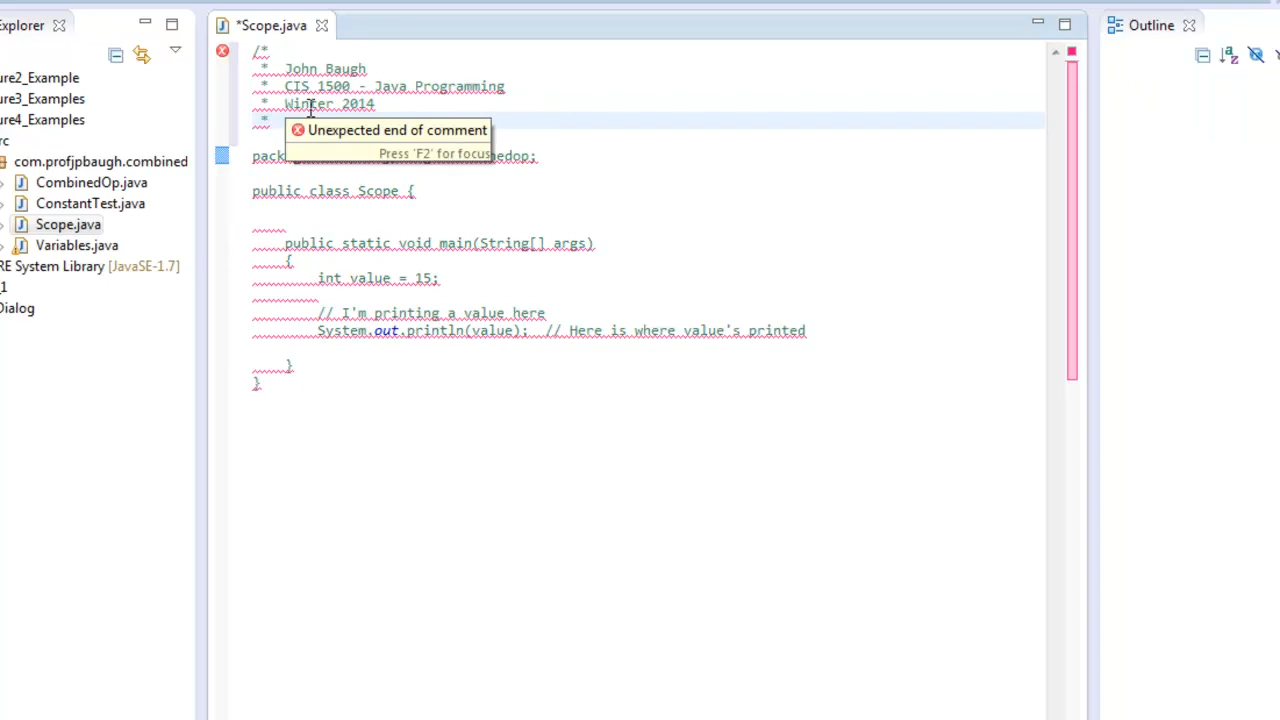 Explorer
*Scope.java
Outline
ure2_Example
ure3_Examples
ure4_Examples
rc
com.profjpbaugh.combined
CombinedOp.java
ConstantTest.java
Scope.java
Variables.java
RE System Library [JavaSE-1.7]
_1
Dialog
/*
* John Baugh
* CIS 1500 - Java Programming
* Winter 2014
*
Unexpected end of comment
Press 'F2' for focus
pack nedop;
public class Scope {
public static void main(String[] args)
{
int value = 15;
// I'm printing a value here
System.out.println(value); // Here is where value's printed
}
}